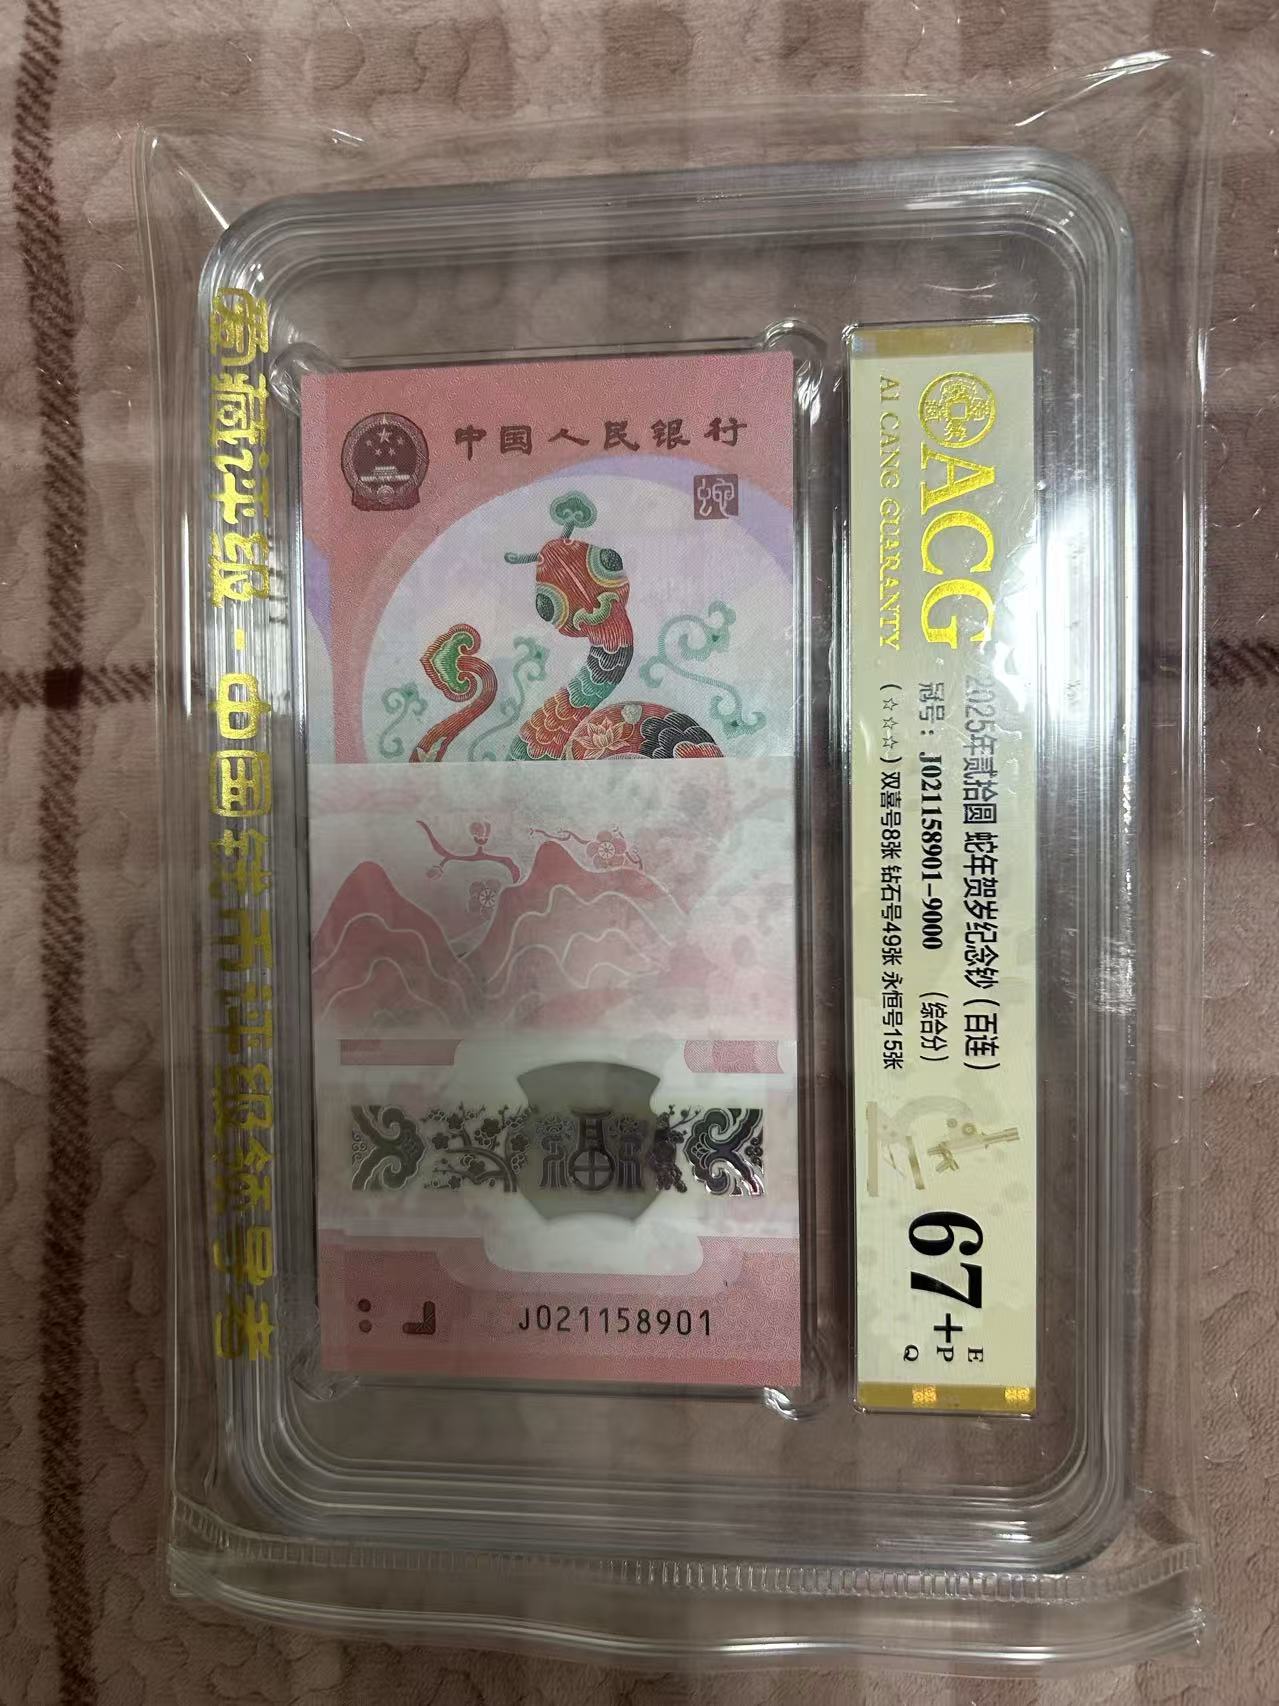 爱藏评级-中国钱币评级领导者
中国人民银行
蛇
J021158901
ACG
AI CANG GUARANTY
2025年贰拾圆 蛇年贺岁纪念钞（百连）
冠号：J021158901-9000 （综合分）
(☆☆☆) 双喜号8张 钻石号49张 永恒号15张
67+
E
P
Q